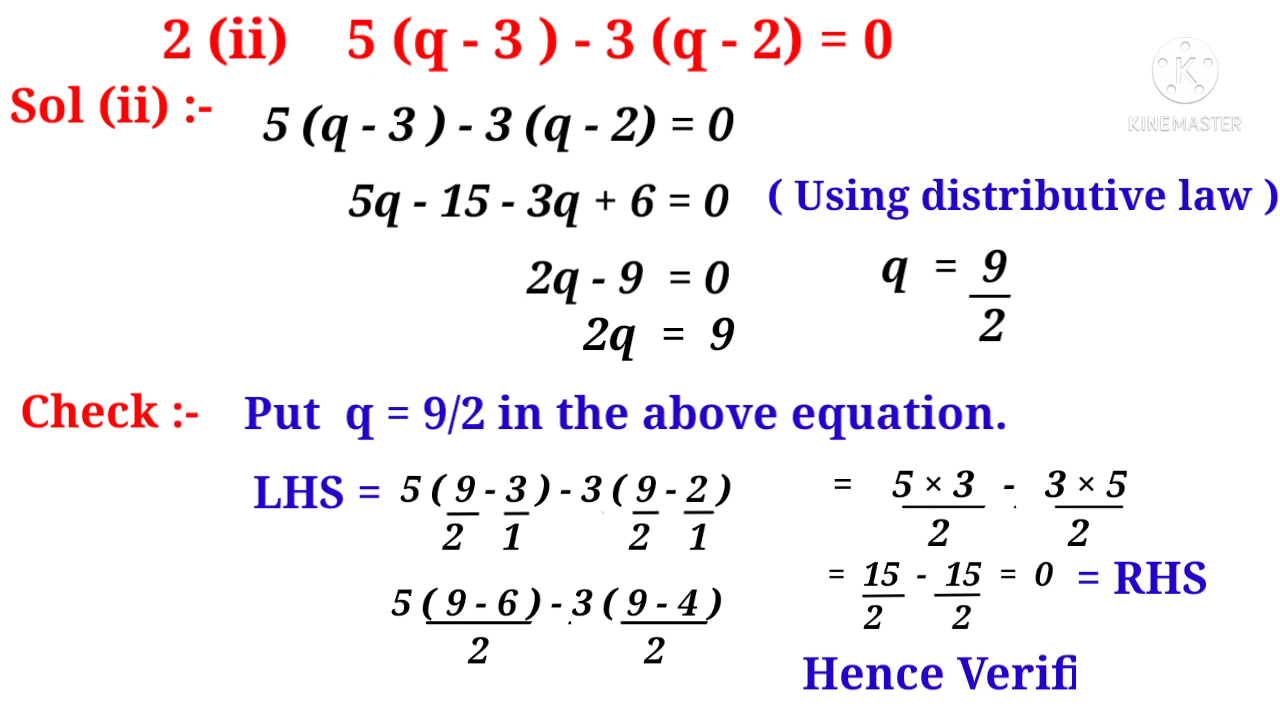 2 (ii) 5 (q - 3 ) - 3 (q - 2) = 0
Sol (ii) :-
5 (q - 3 ) - 3 (q - 2) = 0
5q - 15 - 3q + 6 = 0 ( Using distributive law )
2q - 9 = 0
2q = 9
q = 9/2
Check :- Put q = 9/2 in the above equation.
LHS = 5 ( 9/2 - 3/1 ) - 3 ( 9/2 - 2/1 )
5 ( 9 - 6 )/2 - 3 ( 9 - 4 )/2
= 5 × 3/2 - 3 × 5/2
= 15/2 - 15/2 = 0 = RHS
Hence Verifi
KINEMASTER